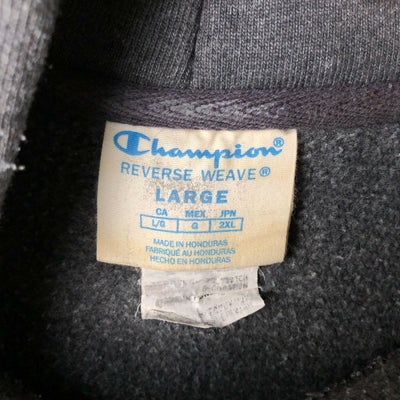 Champion
REVERSE WEAVE®
LARGE
CA MEX JPN
L/G G 2XL
MADE IN HONDURAS
FABRIQUÉ AU HONDURAS
HECHO EN HONDURAS